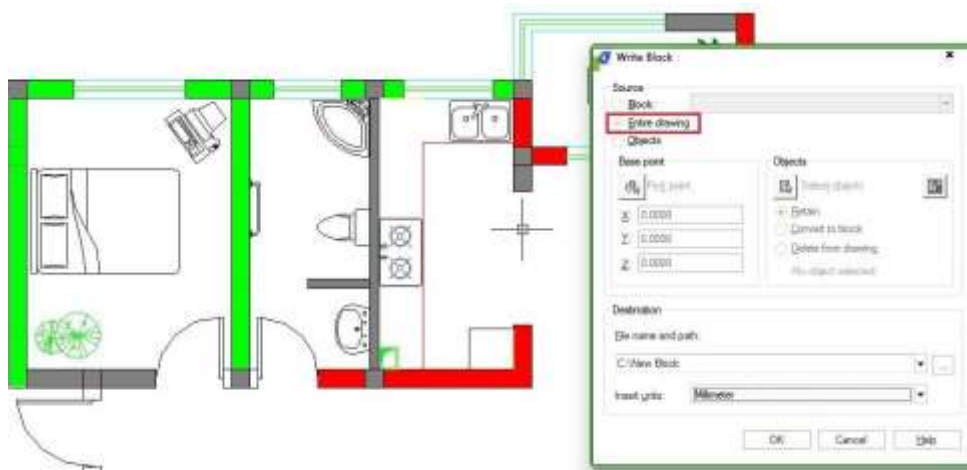 Write Block
Source
Block:
Entire drawing
Objects
Base point
Pick point
X: 0.0000
Y: 0.0000
Z: 0.0000
Objects
Select objects
Retain
Convert to block
Delete from drawing
No object selected
Destination
File name and path:
C:\New Block
...
Insert units: Millimeter
OK Cancel Help